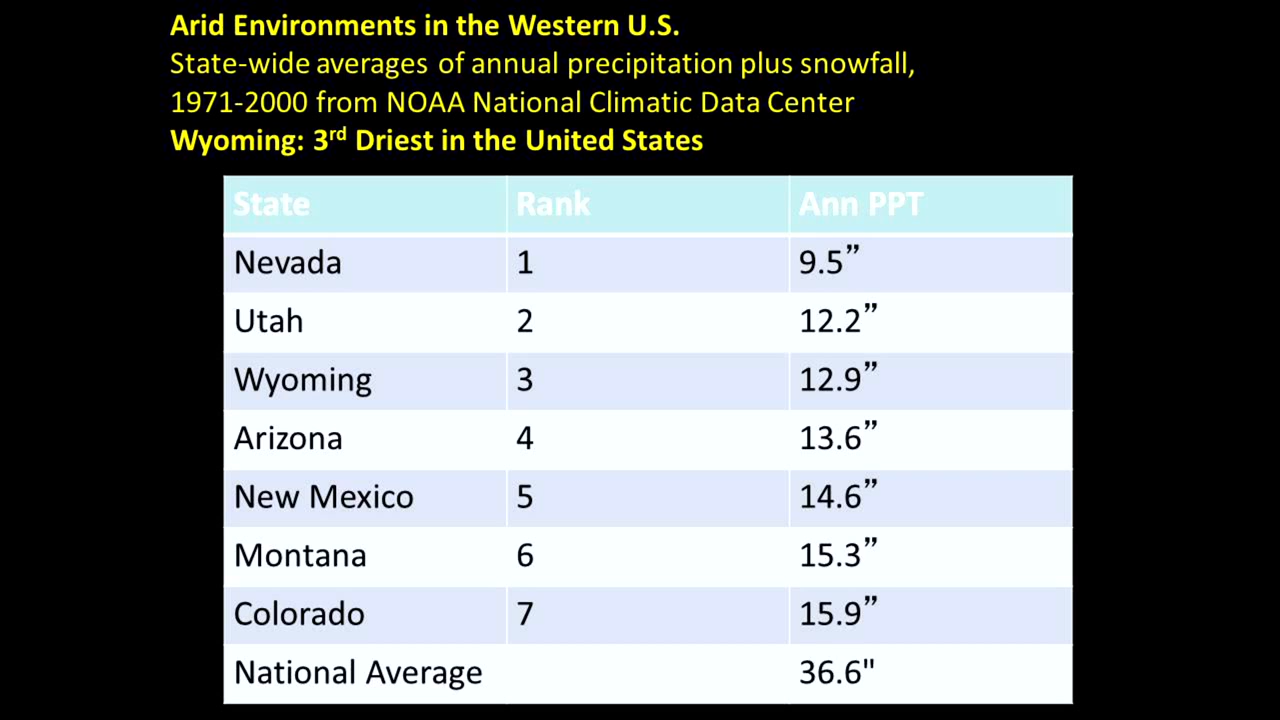 Arid Environments in the Western U.S.
State-wide averages of annual precipitation plus snowfall,
1971-2000 from NOAA National Climatic Data Center
Wyoming: 3rd Driest in the United States
State Rank Ann PPT
Nevada 1 9.5”
Utah 2 12.2”
Wyoming 3 12.9”
Arizona 4 13.6”
New Mexico 5 14.6”
Montana 6 15.3”
Colorado 7 15.9”
National Average 36.6"